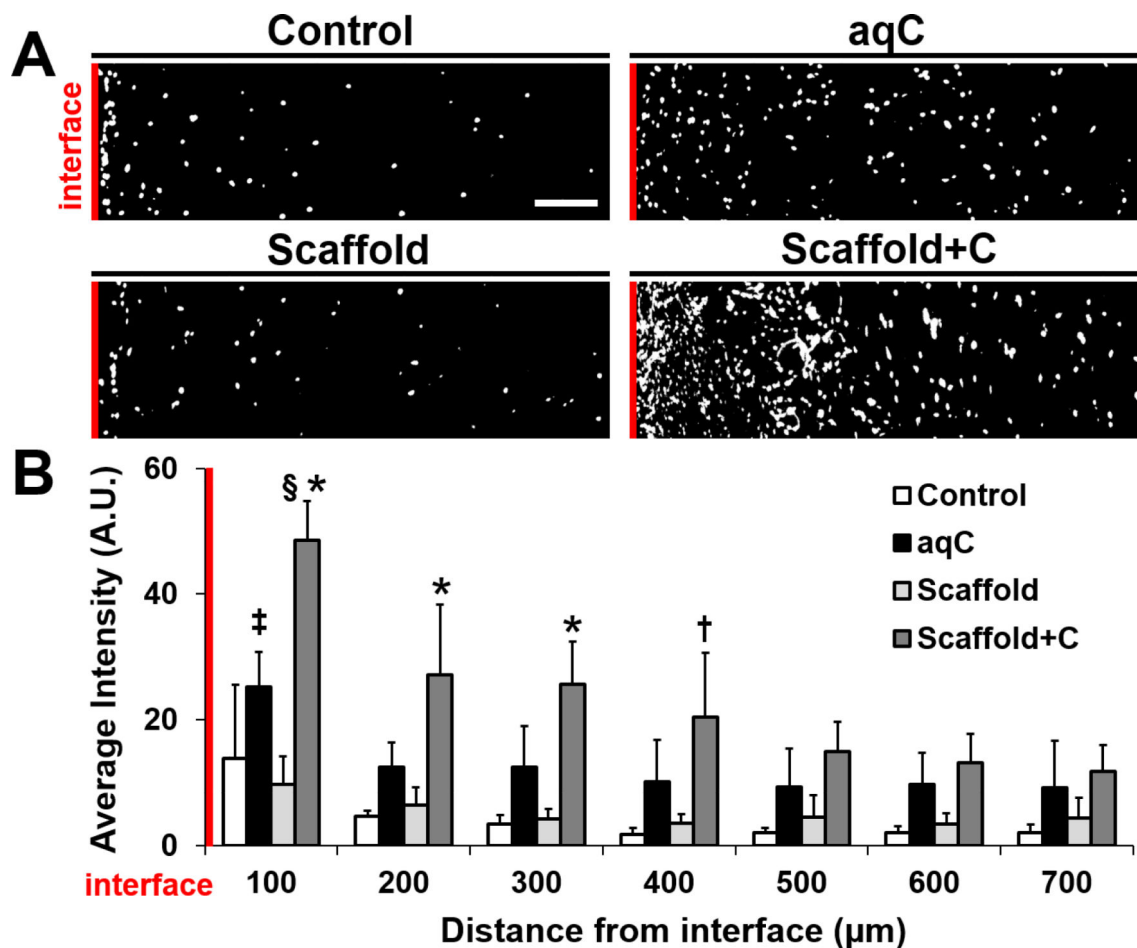 A
Control
aqC
interface
Scaffold
Scaffold+C
B
Average Intensity (A.U.)
60
40
20
0
‡
§ *
*
*
†
Control
aqC
Scaffold
Scaffold+C
interface
100 200 300 400 500 600 700
Distance from interface (µm)